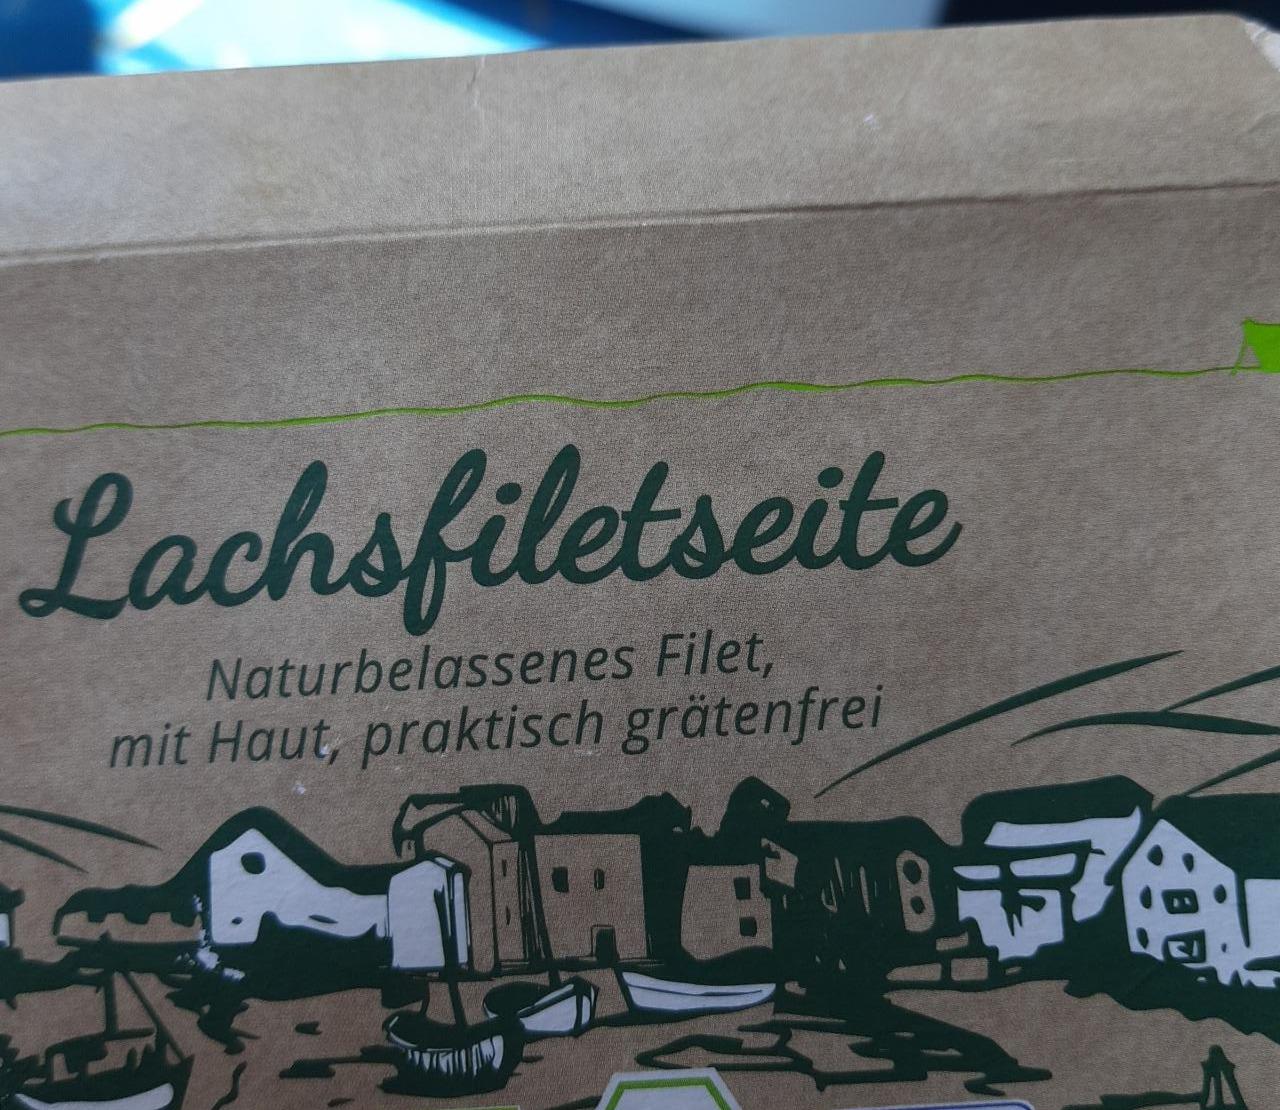 Lachsfiletseite
Naturbelassenes Filet,
mit Haut, praktisch grätenfrei